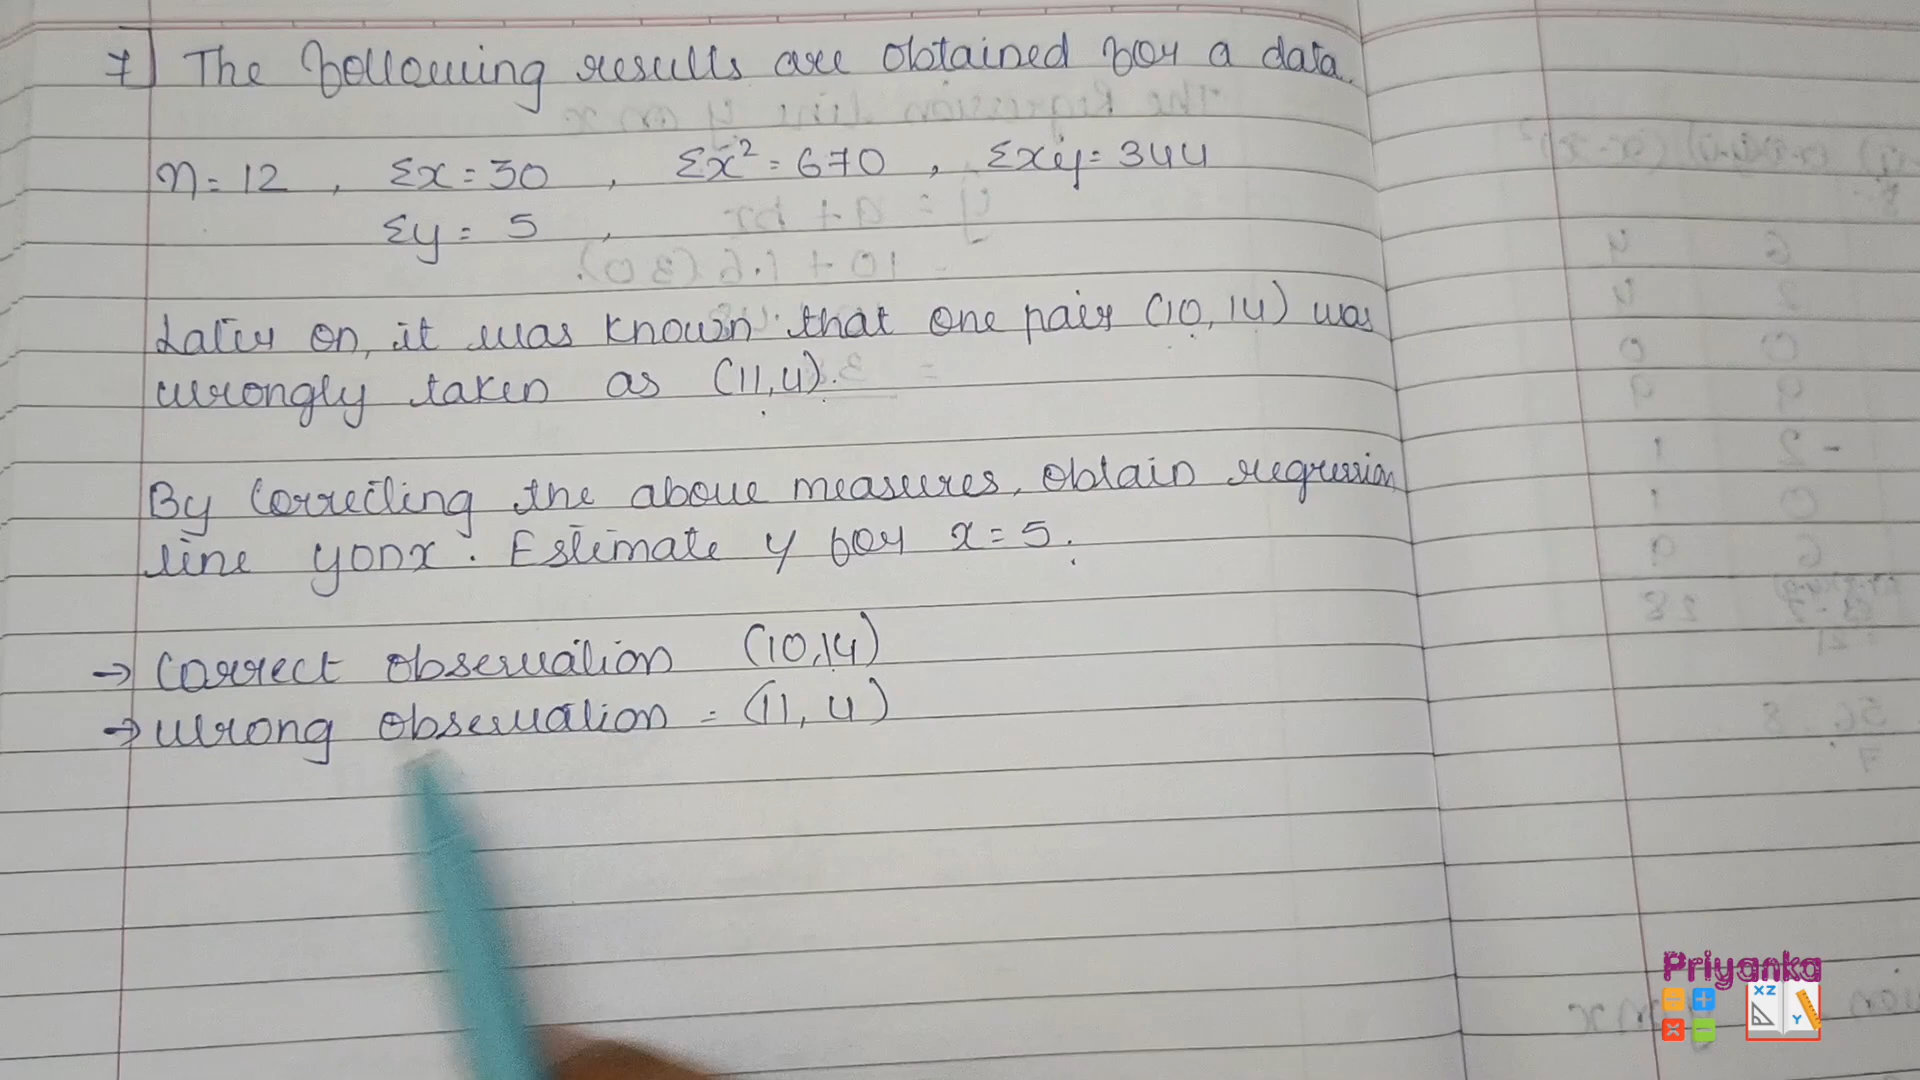 7] The following results are obtained for a data.
n = 12 , Σx = 30 , Σx² = 670 , Σxy = 344
Σy = 5 ,
Later on, it was known that one pair (10, 14) was
wrongly taken as (11, 4).
By Correcting the above measures, obtain regression
line y on x . Estimate y for x = 5.
→ Correct observation (10, 14)
→ Wrong observation = (11, 4)
Priyanka
XZ
Y